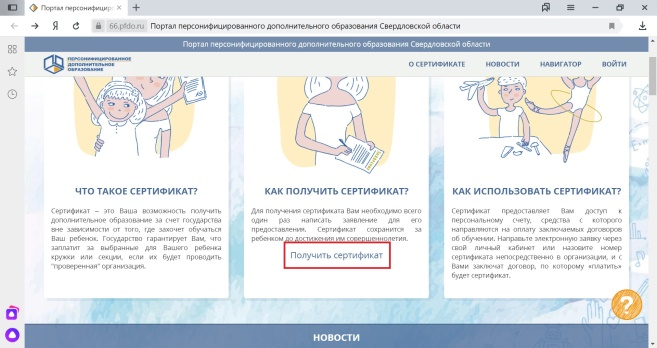 Портал персонифициро
66.pfdo.ru Портал персонифицированного дополнительного образования Свердловской области
Портал персонифицированного дополнительного образования Свердловской области
ПЕРСОНИФИЦИРОВАННОЕ
ДОПОЛНИТЕЛЬНОЕ
ОБРАЗОВАНИЕ
О СЕРТИФИКАТЕ НОВОСТИ НАВИГАТОР ВОЙТИ
ЧТО ТАКОЕ СЕРТИФИКАТ?
Сертификат – это Ваша возможность получить
дополнительное образование за счет государства
вне зависимости от того, где захочет обучаться
Ваш ребенок. Государство гарантирует Вам, что
заплатит за выбранные для Вашего ребенка
кружки или секции, если их будет проводить
"проверенная" организация.
КАК ПОЛУЧИТЬ СЕРТИФИКАТ?
Для получения сертификата Вам необходимо всего
один раз написать заявление для его
предоставления. Сертификат сохранится за
ребенком до достижения им совершеннолетия.
Получить сертификат
КАК ИСПОЛЬЗОВАТЬ СЕРТИФИКАТ?
Сертификат предоставляет Вам доступ к
персональному счету, средства с которого
направляются на оплату заключаемых договоров
об обучении. Направьте электронную заявку через
свой личный кабинет или назовите номер
сертификата непосредственно в организации, и с
Вами заключат договор, по которому «платить»
будет сертификат.
?
НОВОСТИ